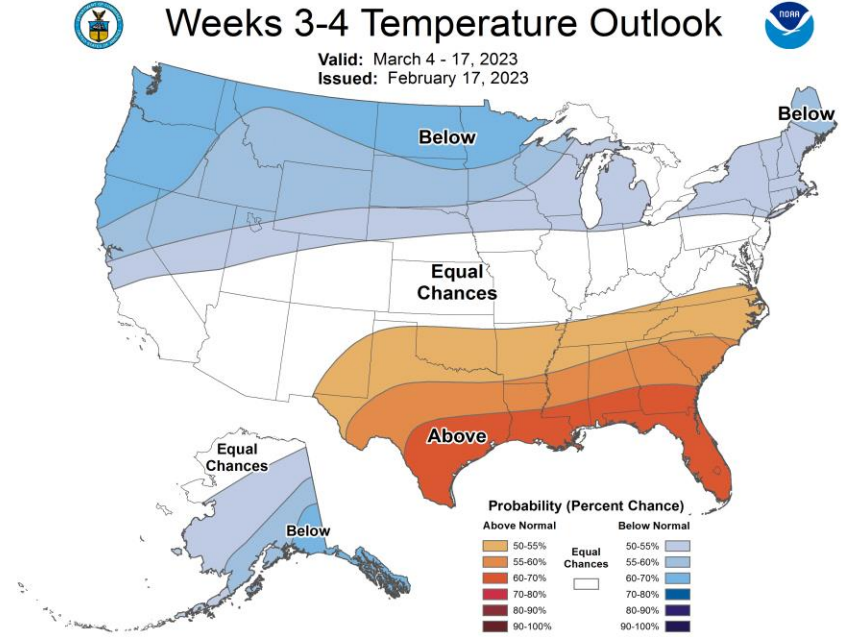 Weeks 3-4 Temperature Outlook
NOAA
Valid: March 4 - 17, 2023
Issued: February 17, 2023
Below
Below
Equal
Chances
Above
Equal
Chances
Below
Probability (Percent Chance)
Above Normal
Below Normal
50-55%
55-60%
60-70%
70-80%
80-90%
90-100%
Equal
Chances
50-55%
55-60%
60-70%
70-80%
80-90%
90-100%